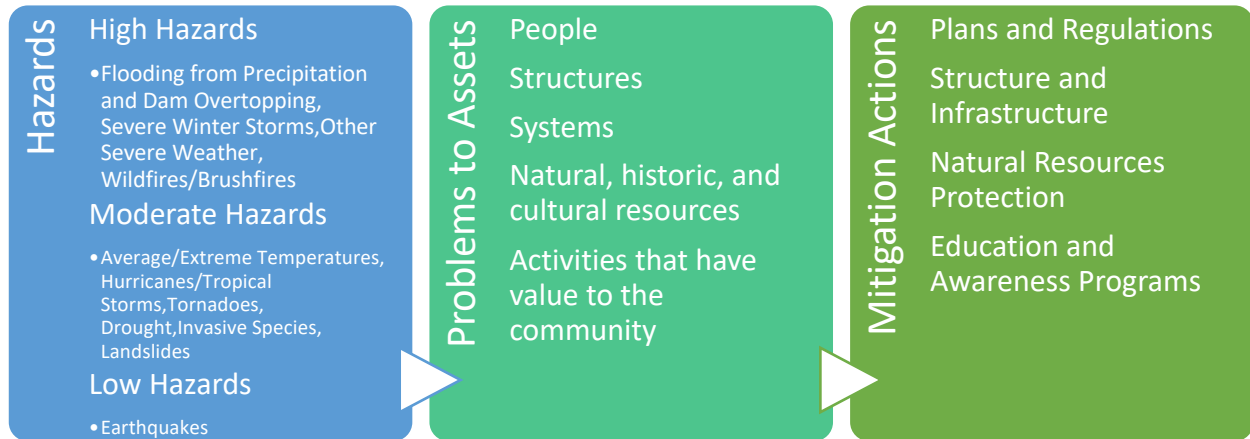 Hazards
High Hazards
•Flooding from Precipitation
and Dam Overtopping,
Severe Winter Storms,Other
Severe Weather,
Wildfires/Brushfires
Moderate Hazards
•Average/Extreme Temperatures,
Hurricanes/Tropical
Storms,Tornadoes,
Drought,Invasive Species,
Landslides
Low Hazards
•Earthquakes
Problems to Assets
People
Structures
Systems
Natural, historic, and
cultural resources
Activities that have
value to the
community
Mitigation Actions
Plans and Regulations
Structure and
Infrastructure
Natural Resources
Protection
Education and
Awareness Programs